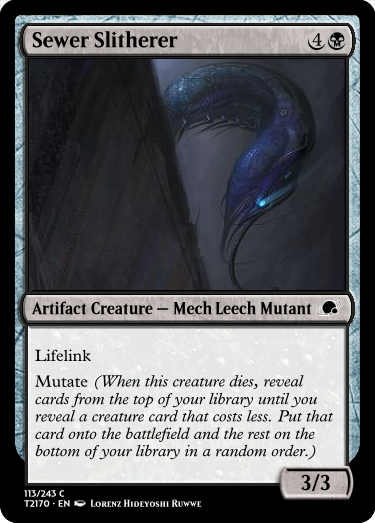 Sewer Slitherer 4
Artifact Creature — Mech Leech Mutant
Lifelink
Mutate (When this creature dies, reveal
cards from the top of your library until you
reveal a creature card that costs less. Put that
card onto the battlefield and the rest on the
bottom of your library in a random order.)
3/3
113/243 C
T2170 • EN Lorenz Hideyoshi Ruwwe